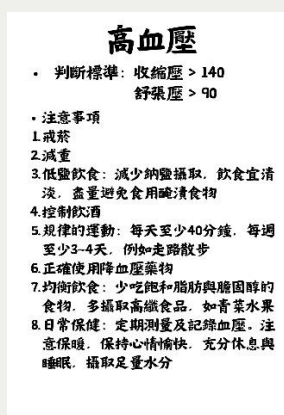 高血壓
• 判斷標準: 收縮壓 > 140
舒張壓 > 90
• 注意事項
1.戒菸
2.減重
3.低鹽飲食: 減少鈉鹽攝取, 飲食宜清
淡, 盡量避免食用醃漬食物
4.控制飲酒
5.規律的運動: 每天至少40分鐘, 每週
至少3-4天, 例如走路散步
6.正確使用降血壓藥物
7.均衡飲食: 少吃飽和脂肪與膽固醇的
食物, 多攝取高纖食品, 如青菜水果
8.日常保健: 定期測量及記錄血壓. 注
意保暖, 保持心情愉快, 充分休息與
睡眠, 攝取足量水分